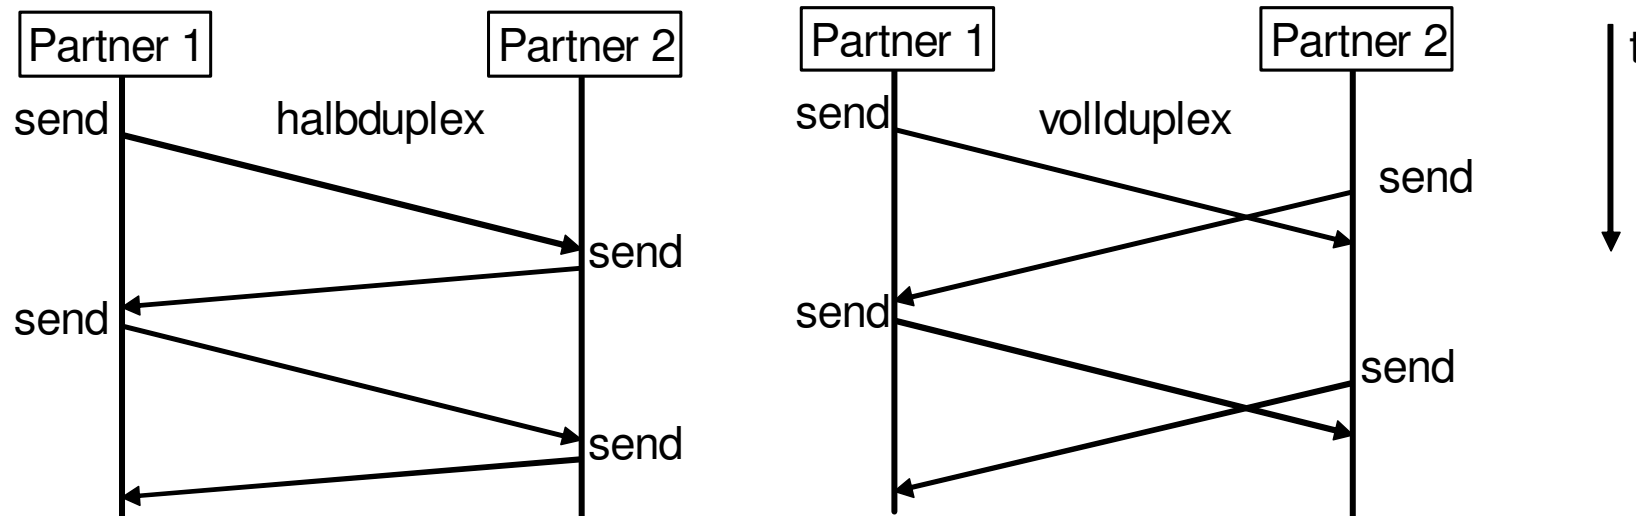 Partner 1
Partner 2
send
halbduplex
send
send
send
Partner 1
Partner 2
send
vollduplex
send
send
send
t